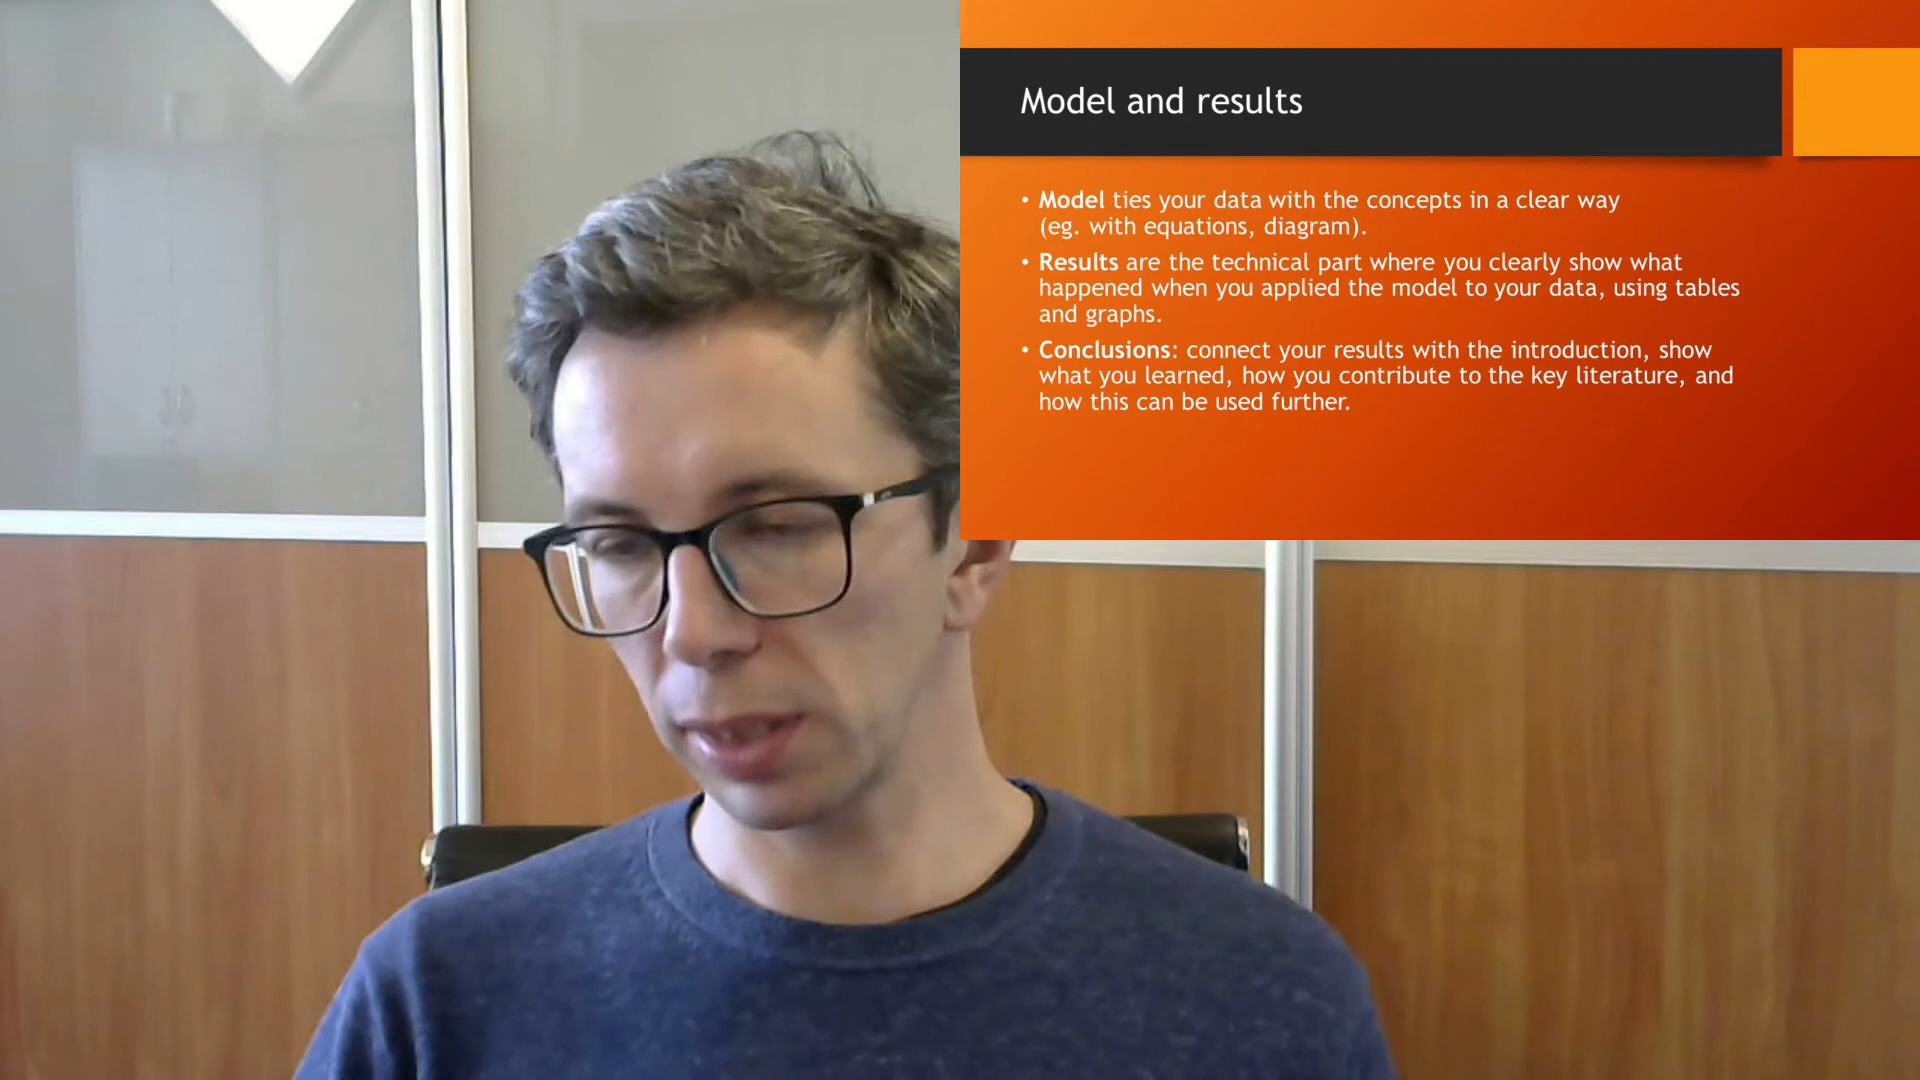 Model and results
• Model ties your data with the concepts in a clear way
(eg. with equations, diagram).
• Results are the technical part where you clearly show what
happened when you applied the model to your data, using tables
and graphs.
• Conclusions: connect your results with the introduction, show
what you learned, how you contribute to the key literature, and
how this can be used further.